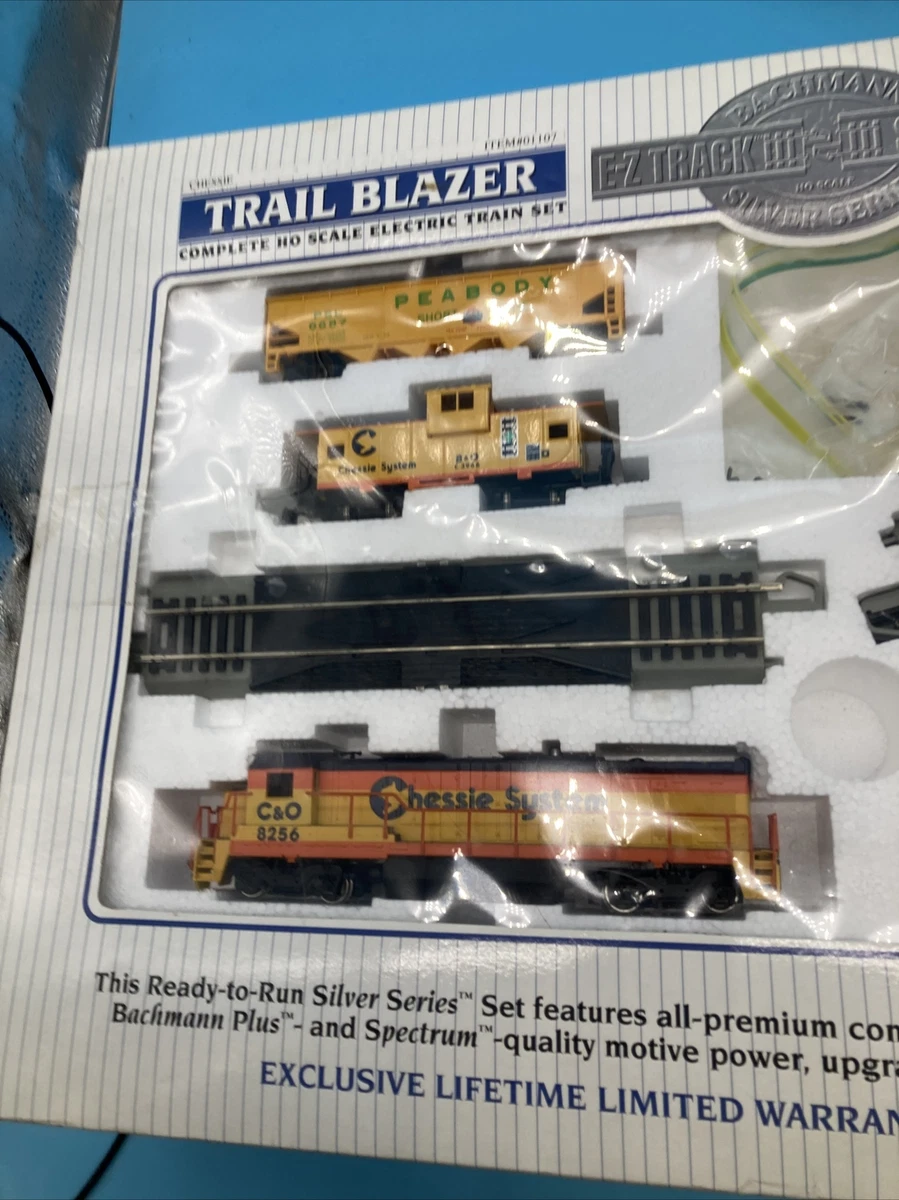 CHESSIE
ITEM#01107
TRAIL BLAZER
COMPLETE HO SCALE ELECTRIC TRAIN SET
BACHMANN
E-Z TRACK
HO SCALE
SILVER SERI
PEABODY
SHORT
Chessie System
B&O
Chessie System
C&O
8256
This Ready-to-Run Silver Series™ Set features all-premium com
Bachmann Plus™- and Spectrum™-quality motive power, upgra
EXCLUSIVE LIFETIME LIMITED WARRAN